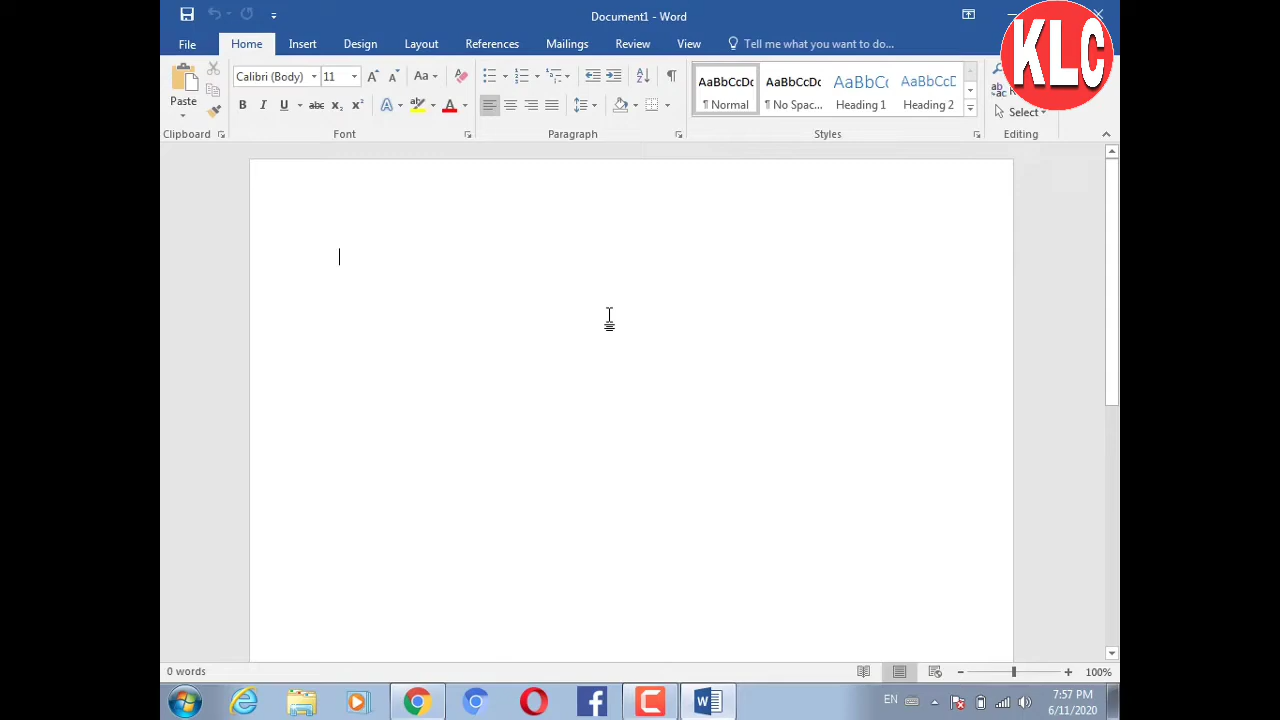 Document1 - Word
KLC
File Home Insert Design Layout References Mailings Review View Tell me what you want to do...
Paste
Calibri (Body) 11
Aa
AaBbCcDc AaBbCcDc AaBbCc AaBbCcD
¶ Normal ¶ No Spac... Heading 1 Heading 2
Select
Clipboard Font Paragraph Styles Editing
0 words 100%
EN 7:57 PM
6/11/2020